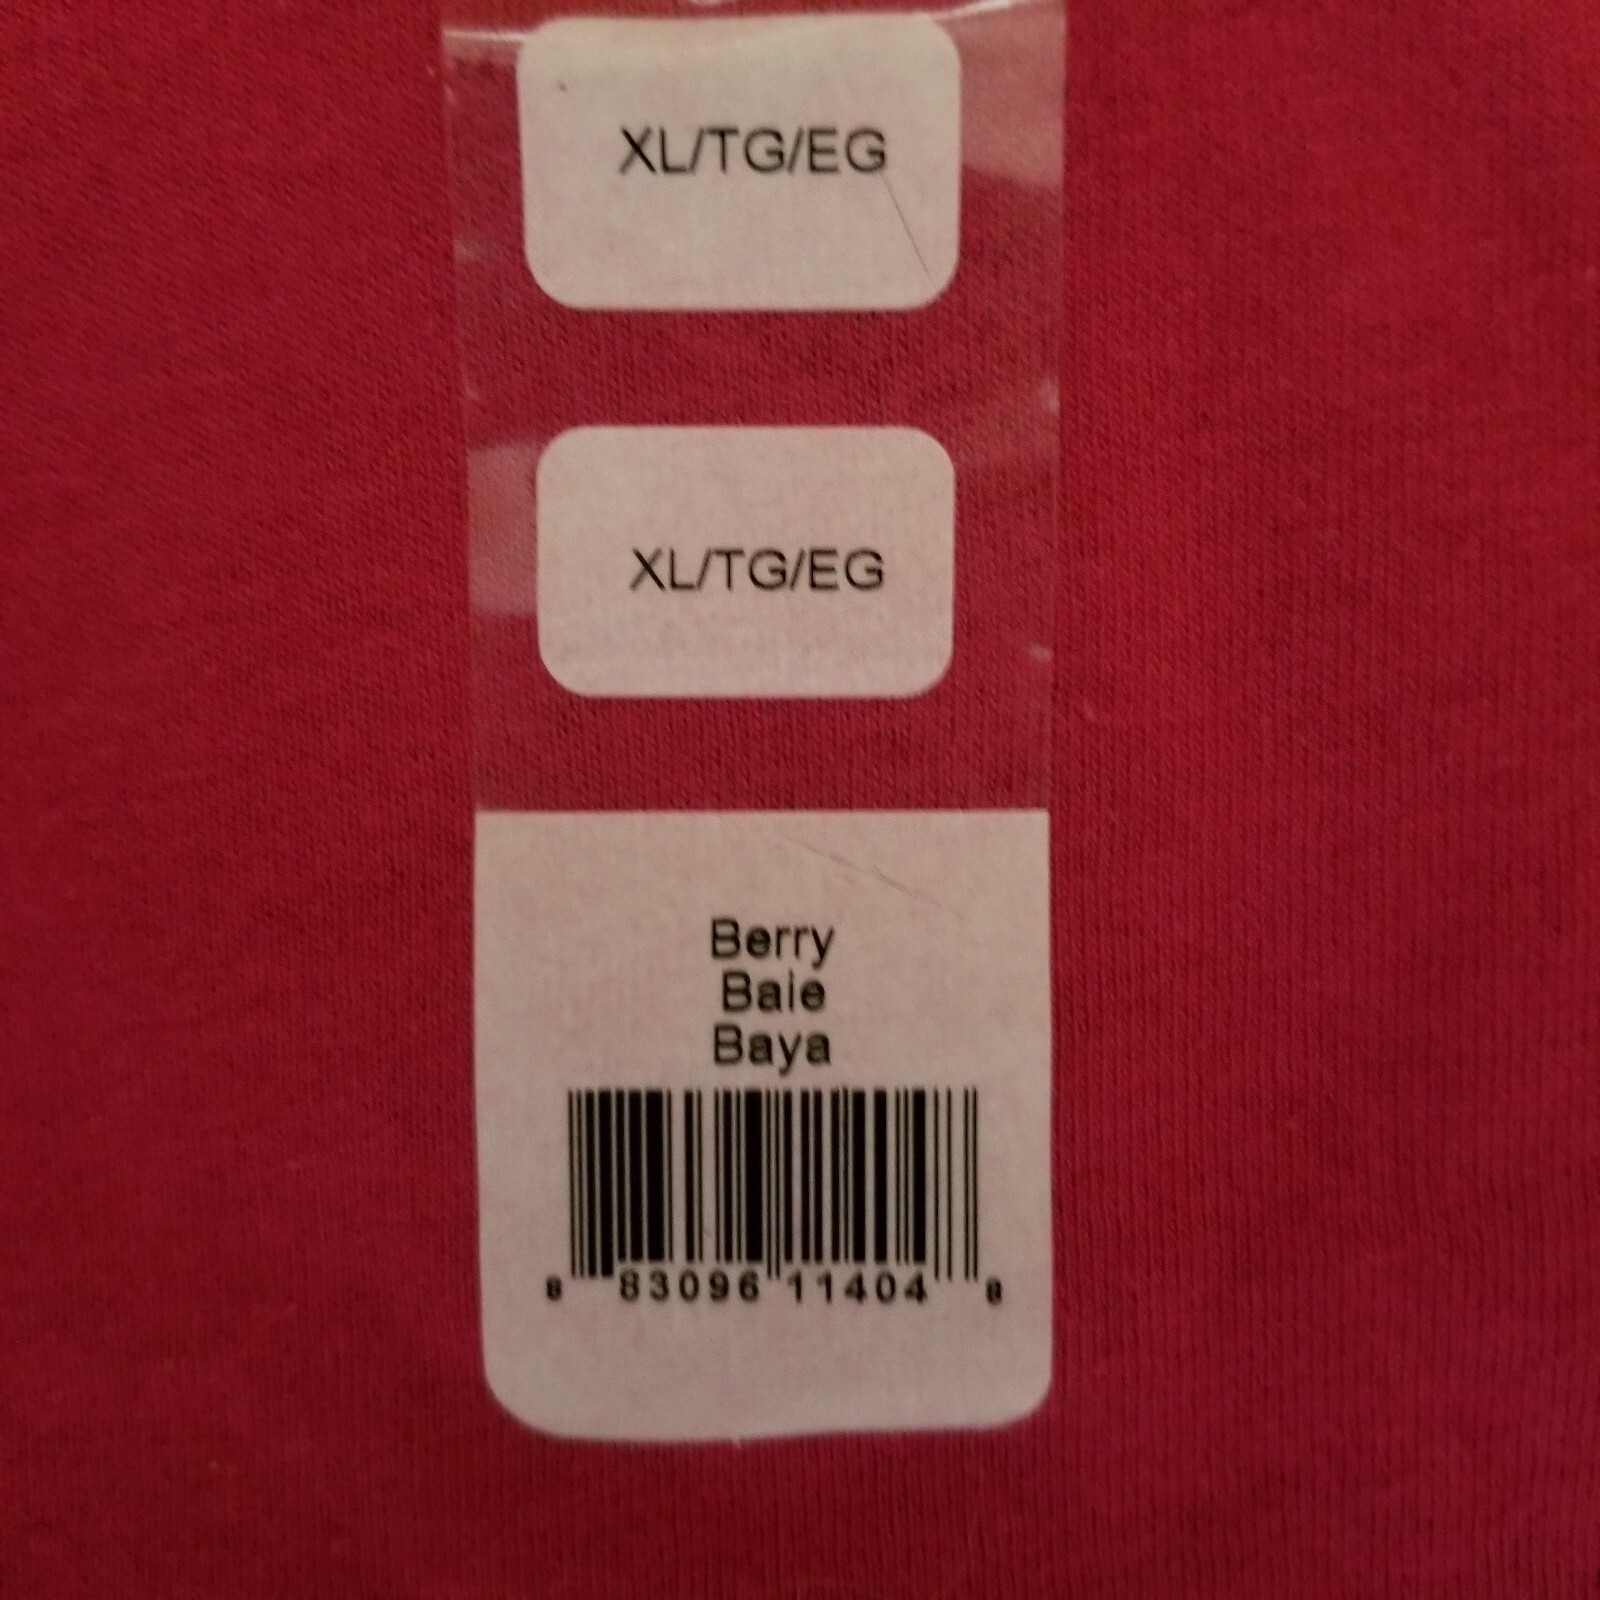 XL/TG/EG
XL/TG/EG
Berry
Baie
Baya
8 83096 11404 8